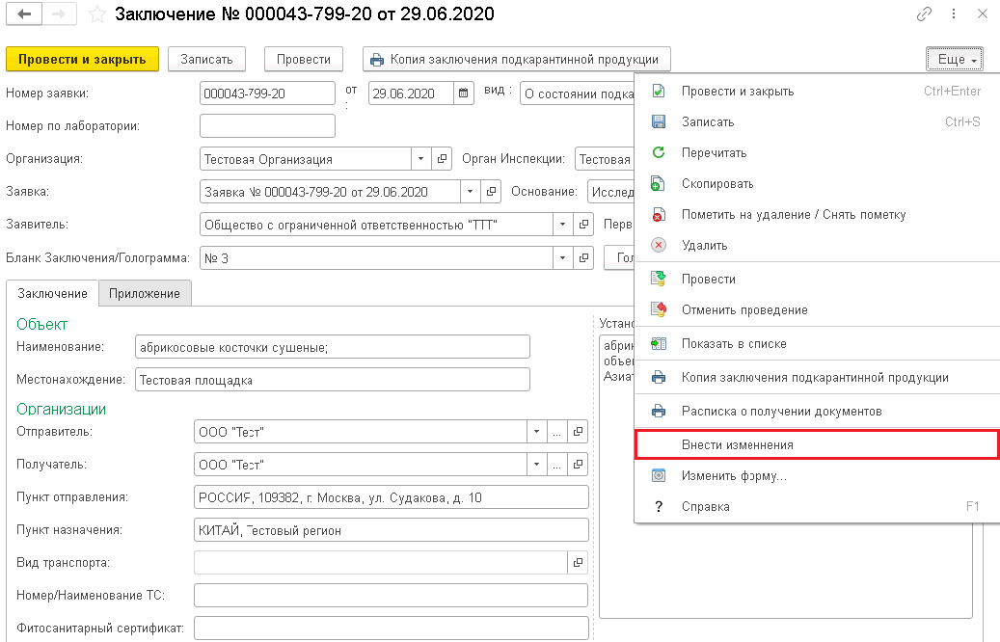 Заключение № 000043-799-20 от 29.06.2020
Провести и закрыть Записать Провести Копия заключения подкарантинной продукции Еще
Номер заявки: 000043-799-20 от : 29.06.2020 вид : О состоянии подка
Номер по лаборатории:
Организация: Тестовая Организация Орган Инспекции: Тестовая
Заявка: Заявка № 000043-799-20 от 29.06.2020 Основание: Исслед
Заявитель: Общество с ограниченной ответственностью "ТТТ" Перв
Бланк Заключения/Голограмма: № 3 Гол
Заключение Приложение
Объект
Наименование: абрикосовые косточки сушеные;
Местонахождение: Тестовая площадка
Организации
Отправитель: ООО "Тест" ...
Получатель: ООО "Тест" ...
Пункт отправления: РОССИЯ, 109382, г. Москва, ул. Судакова, д. 10
Пункт назначения: КИТАЙ, Тестовый регион
Вид транспорта:
Номер/Наименование ТС:
Фитосанитарный сертификат:
Устано
абрик
объек
Азиат
Провести и закрыть Ctrl+Enter
Записать Ctrl+S
Перечитать
Скопировать
Пометить на удаление / Снять пометку
Удалить
Провести
Отменить проведение
Показать в списке
Копия заключения подкарантинной продукции
Расписка о получении документов
Внести изменнения
Изменить форму...
? Справка F1